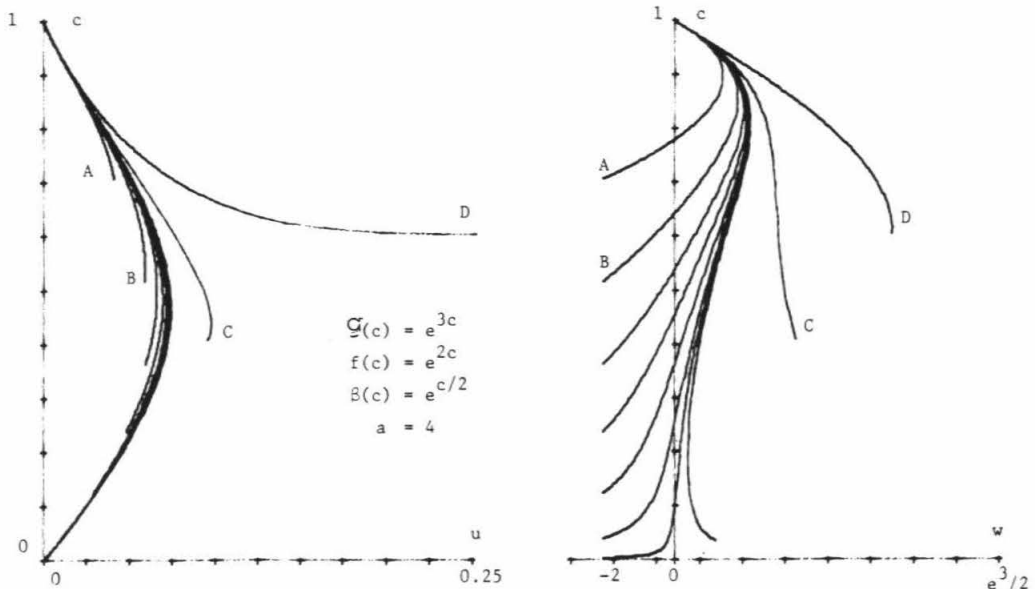 1 c
A
B
C
D
σ(c) = e^{3c}
f(c) = e^{2c}
β(c) = e^{c/2}
a = 4
0
u
0
0.25
1 c
A
B
C
D
w
-2
0
e^3/2